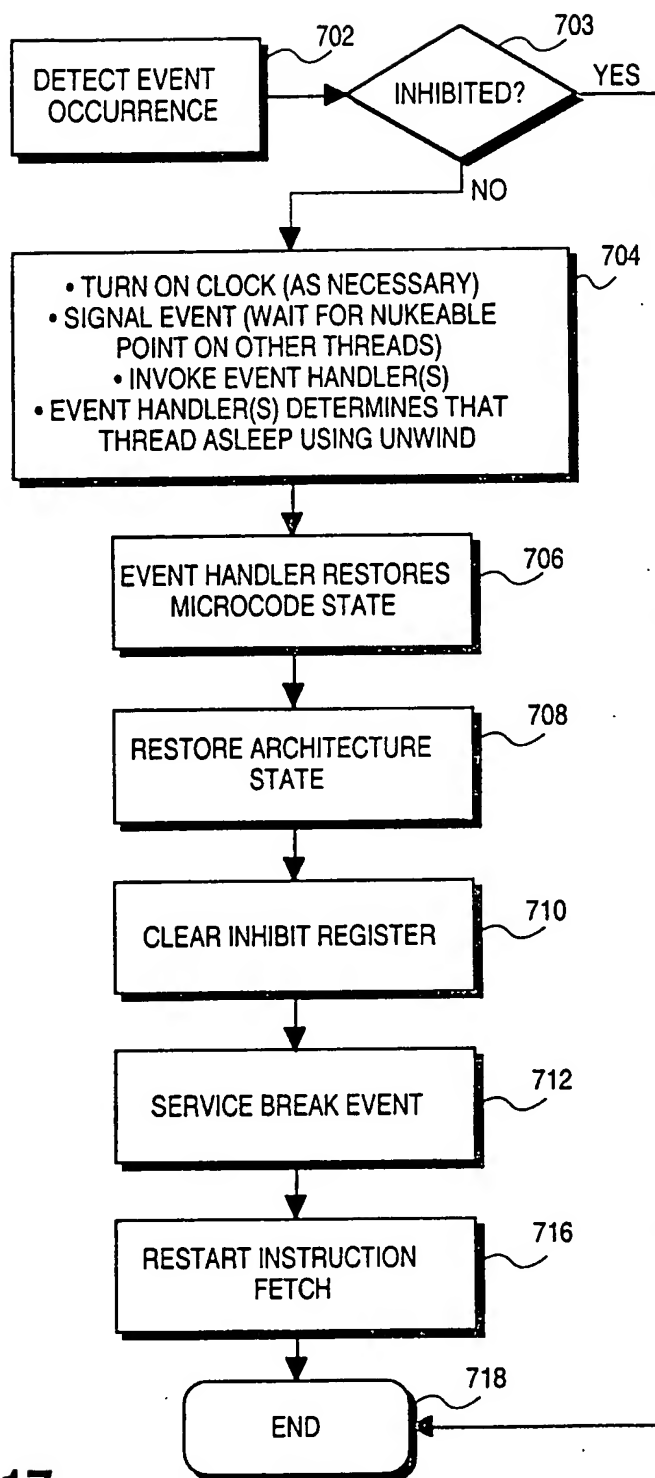 702
703
DETECT EVENT
OCCURRENCE
INHIBITED?
YES
NO
704
• TURN ON CLOCK (AS NECESSARY)
• SIGNAL EVENT (WAIT FOR NUKEABLE
POINT ON OTHER THREADS)
• INVOKE EVENT HANDLER(S)
• EVENT HANDLER(S) DETERMINES THAT
THREAD ASLEEP USING UNWIND
706
EVENT HANDLER RESTORES
MICROCODE STATE
708
RESTORE ARCHITECTURE
STATE
710
CLEAR INHIBIT REGISTER
712
SERVICE BREAK EVENT
716
RESTART INSTRUCTION
FETCH
718
END
17